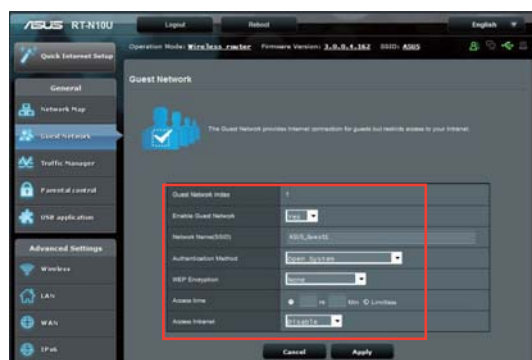 ASUS RT-N10U
Logout
Reboot
English
Quick Internet Setup
Operation Mode: Wireless router Firmware Version: 3.0.0.4.162 SSID: ASUS
General
Network Map
Guest Network
Traffic Manager
Parental control
USB application
Advanced Settings
Wireless
LAN
WAN
IPv6
Guest Network
The Guest Network provides Internet connection for guests but restricts access to your Intranet.
Guest Network Index 1
Enable Guest Network Yes
Network Name(SSID) ASUS_Guest1
Authentication Method Open System
WEP Encryption None
Access time Hr Min Limitless
Access Intranet Disable
Cancel
Apply